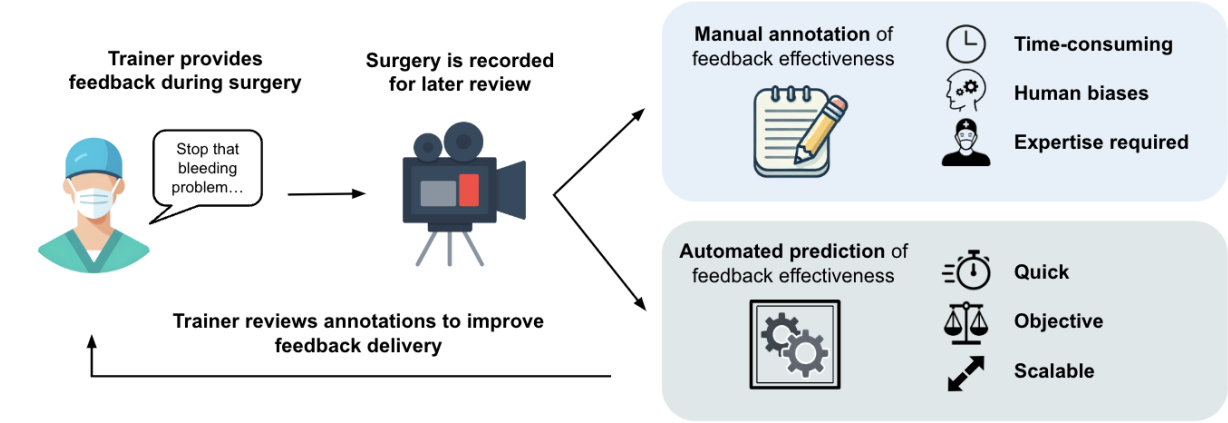 Trainer provides
feedback during surgery
Stop that
bleeding
problem…
Surgery is recorded
for later review
Trainer reviews annotations to improve
feedback delivery
Manual annotation of
feedback effectiveness
Time-consuming
Human biases
Expertise required
Automated prediction of
feedback effectiveness
Quick
Objective
Scalable